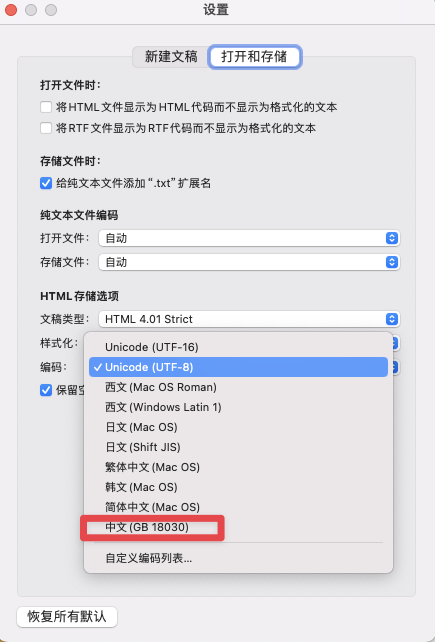 设置
新建文稿 打开和存储
打开文件时：
将HTML文件显示为HTML代码而不显示为格式化的文本
将RTF文件显示为RTF代码而不显示为格式化的文本
存储文件时：
给纯文本文件添加“.txt”扩展名
纯文本文件编码
打开文件： 自动
存储文件： 自动
HTML存储选项
文稿类型： HTML 4.01 Strict
样式化：
Unicode (UTF-16)
编码： Unicode (UTF-8)
保留空
西文 (Mac OS Roman)
西文 (Windows Latin 1)
日文 (Mac OS)
日文 (Shift JIS)
繁体中文 (Mac OS)
韩文 (Mac OS)
简体中文 (Mac OS)
中文 (GB 18030)
自定义编码列表...
恢复所有默认